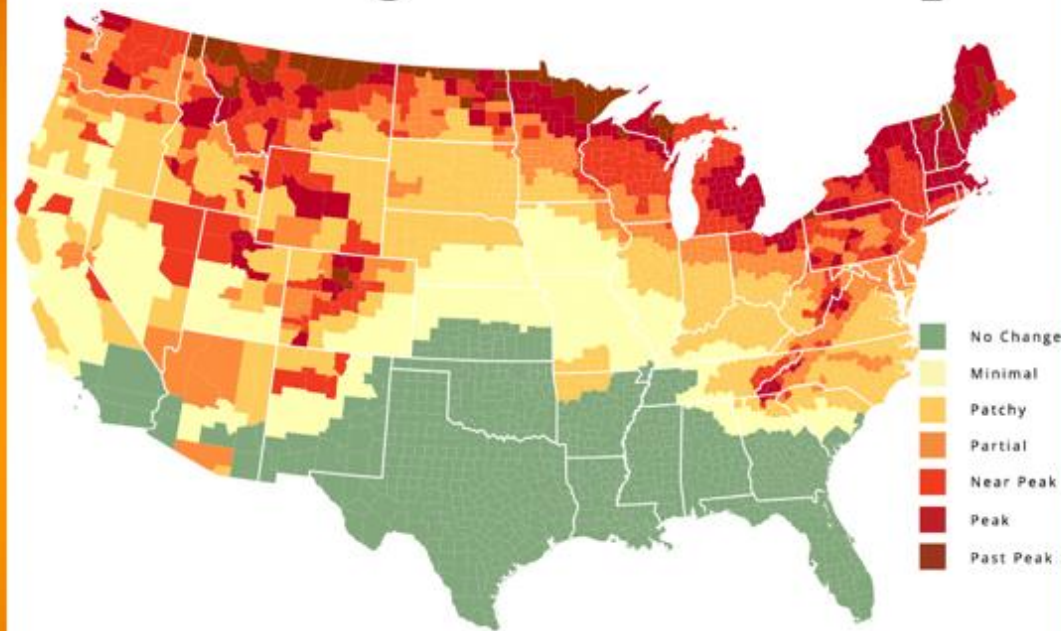 No Change
Minimal
Patchy
Partial
Near Peak
Peak
Past Peak